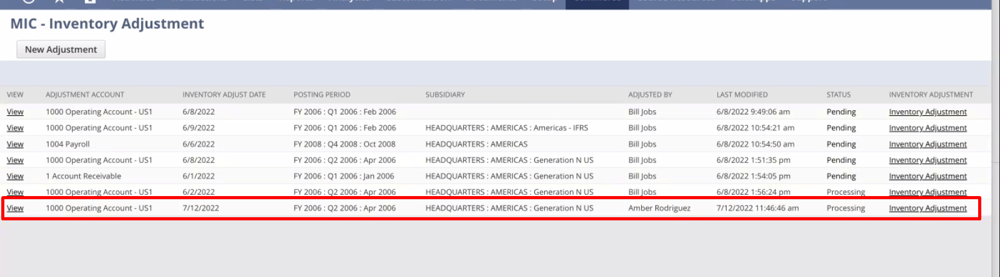 MIC - Inventory Adjustment
New Adjustment
VIEW ADJUSTMENT ACCOUNT INVENTORY ADJUST DATE POSTING PERIOD SUBSIDIARY ADJUSTED BY LAST MODIFIED STATUS INVENTORY ADJUSTMENT
View 1000 Operating Account - US1 6/8/2022 FY 2006 : Q1 2006 : Feb 2006 Bill Jobs 6/8/2022 9:49:06 am Pending Inventory Adjustment
View 1000 Operating Account - US1 6/9/2022 FY 2006 : Q1 2006 : Feb 2006 HEADQUARTERS : AMERICAS : Americas - IFRS Bill Jobs 6/8/2022 10:54:21 am Pending Inventory Adjustment
View 1004 Payroll 6/6/2022 FY 2008 : Q4 2008 : Oct 2008 HEADQUARTERS : AMERICAS Bill Jobs 6/8/2022 10:54:50 am Pending Inventory Adjustment
View 1000 Operating Account - US1 6/8/2022 FY 2006 : Q2 2006 : Apr 2006 HEADQUARTERS : AMERICAS : Generation N US Bill Jobs 6/8/2022 1:51:35 pm Pending Inventory Adjustment
View 1 Account Receivable 6/1/2022 FY 2006 : Q1 2006 : Jan 2006 HEADQUARTERS : AMERICAS : Generation N US Bill Jobs 6/8/2022 1:54:05 pm Pending Inventory Adjustment
View 1000 Operating Account - US1 6/2/2022 FY 2006 : Q2 2006 : Apr 2006 HEADQUARTERS : AMERICAS : Generation N US Bill Jobs 6/8/2022 1:56:24 pm Processing Inventory Adjustment
View 1000 Operating Account - US1 7/12/2022 FY 2006 : Q2 2006 : Apr 2006 HEADQUARTERS : AMERICAS : Generation N US Amber Rodriguez 7/12/2022 11:46:46 am Processing Inventory Adjustment